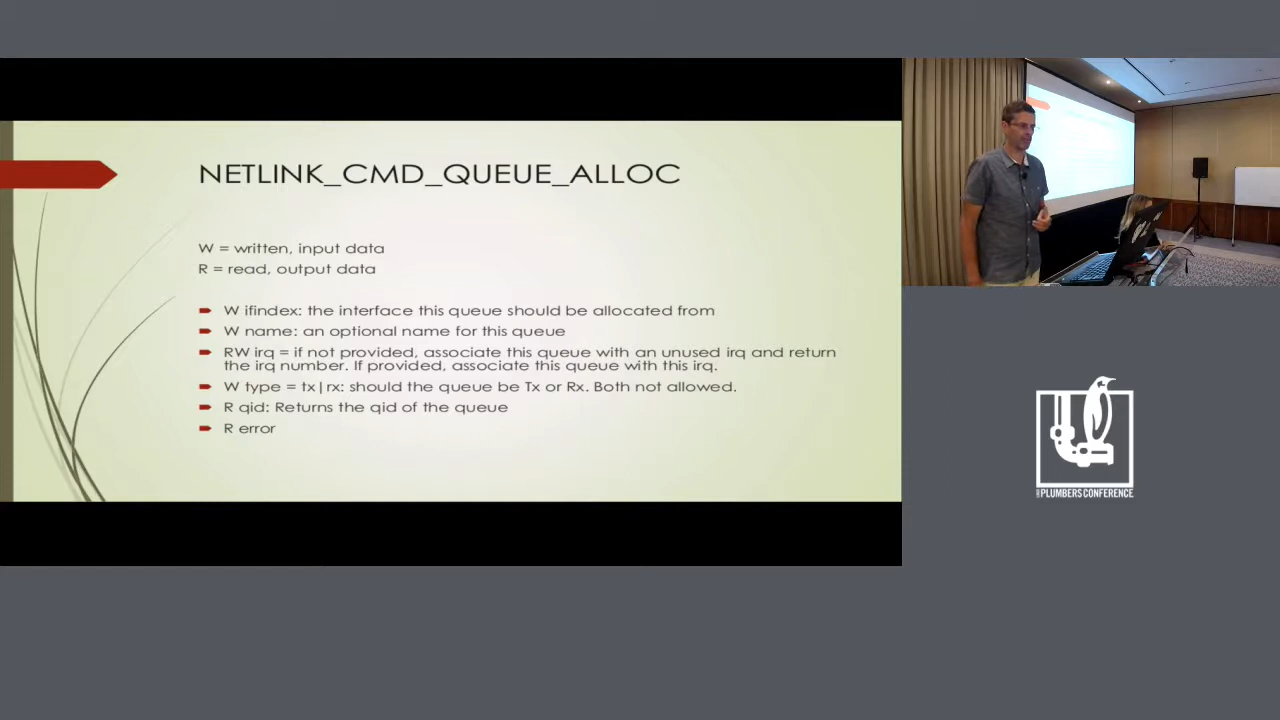 NETLINK_CMD_QUEUE_ALLOC
W = written, input data
R = read, output data
W ifindex: the interface this queue should be allocated from
W name: an optional name for this queue
RW irq = if not provided, associate this queue with an unused irq and return
the irq number. If provided, associate this queue with this irq.
W type = tx|rx: should the queue be Tx or Rx. Both not allowed.
R qid: Returns the qid of the queue
R error
PLUMBERS CONFERENCE